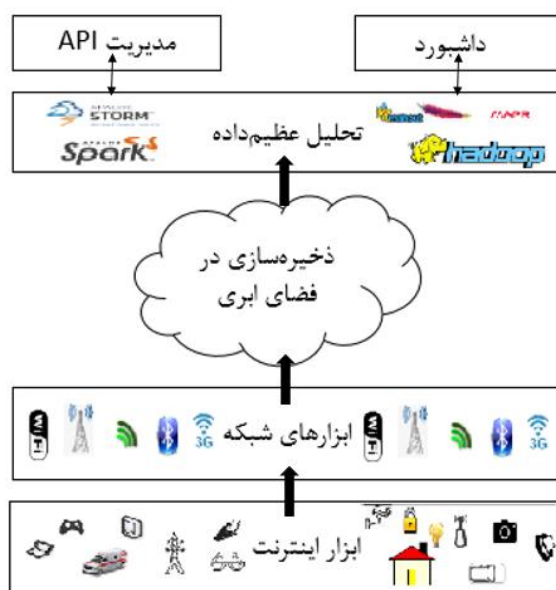 داشبورد
مدیریت API
STORM
Spark
تحلیل عظیم‌داده
MAPR
hadoop
ذخیره‌سازی در
فضای ابری
ابزارهای شبکه
3G
3G
ابزار اینترنت